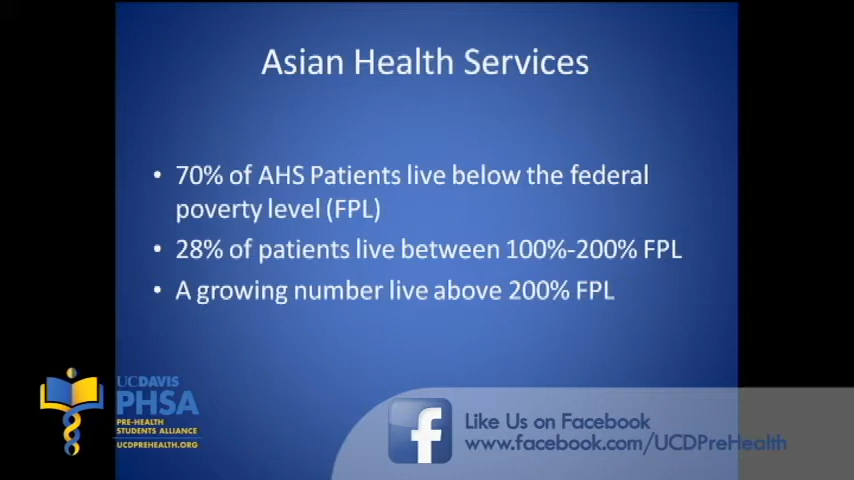 Asian Health Services
• 70% of AHS Patients live below the federal
poverty level (FPL)
• 28% of patients live between 100%-200% FPL
• A growing number live above 200% FPL
UCDAVIS
PHSA
PRE-HEALTH
STUDENTS ALLIANCE
UCDPREHEALTH.ORG
Like Us on Facebook
www.facebook.com/UCDPreHealth